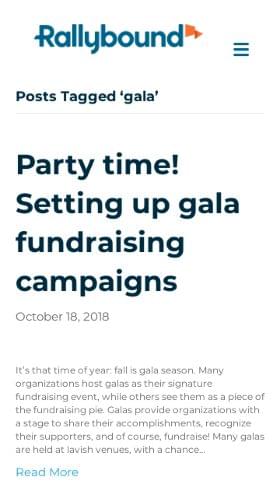 Rallybound
Posts Tagged ‘gala’
Party time!
Setting up gala
fundraising
campaigns
October 18, 2018
It’s that time of year: fall is gala season. Many
organizations host galas as their signature
fundraising event, while others see them as a piece of
the fundraising pie. Galas provide organizations with
a stage to share their accomplishments, recognize
their supporters, and of course, fundraise! Many galas
are held at lavish venues, with a chance…
Read More